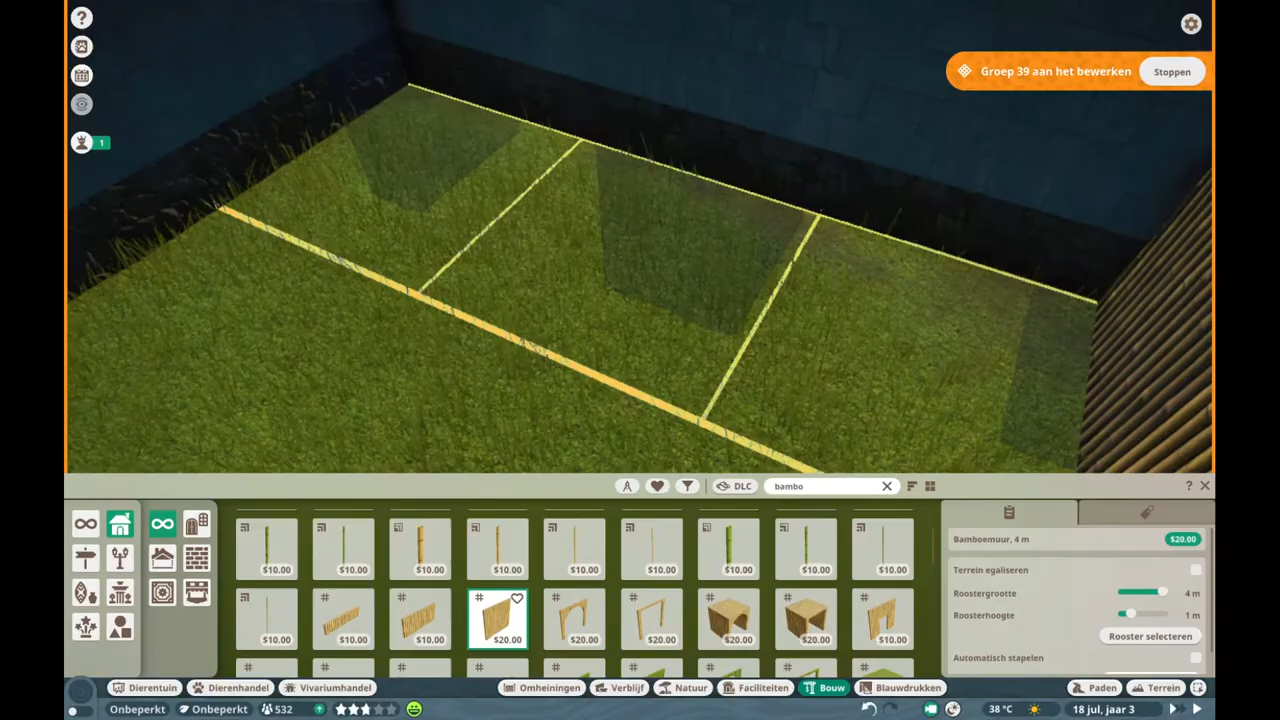 ?
Groep 39 aan het bewerken
Stoppen
1
DLC
bambo
?
$10.00
$10.00
$10.00
$10.00
$10.00
$10.00
$10.00
$10.00
$10.00
$10.00
$10.00
$10.00
$20.00
$20.00
$20.00
$20.00
$20.00
$10.00
Bamboemuur, 4 m
$20.00
Terrein egaliseren
Roostergrootte
4 m
Roosterhoogte
1 m
Rooster selecteren
Automatisch stapelen
Dierentuin
Dierenhandel
Vivariumhandel
Omheiningen
Verblijf
Natuur
Faciliteiten
Bouw
Blauwdrukken
Paden
Terrein
Onbeperkt
Onbeperkt
532
38 °C
18 jul, jaar 3